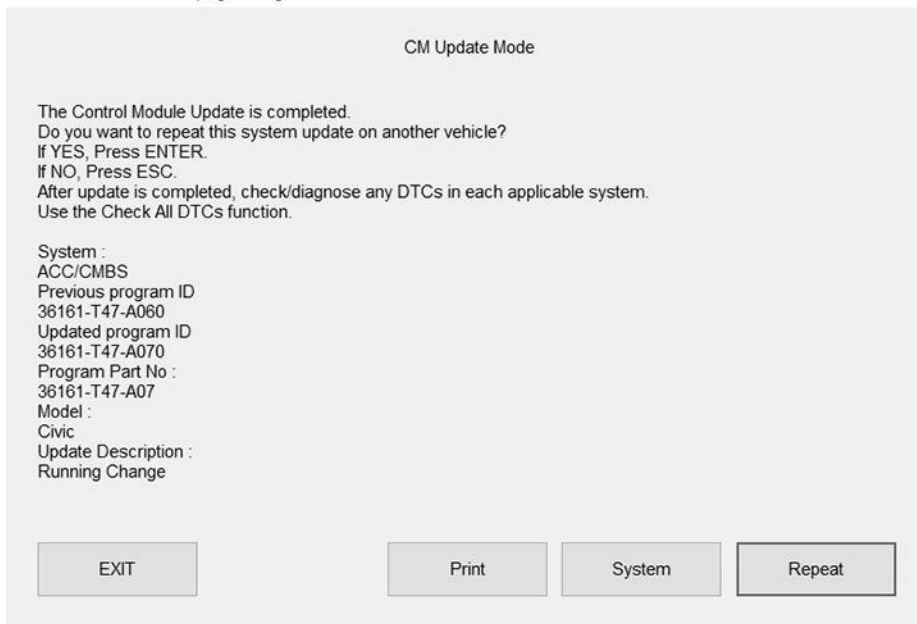 CM Update Mode
The Control Module Update is completed.
Do you want to repeat this system update on another vehicle?
If YES, Press ENTER.
If NO, Press ESC.
After update is completed, check/diagnose any DTCs in each applicable system.
Use the Check All DTCs function.
System :
ACC/CMBS
Previous program ID
36161-T47-A060
Updated program ID
36161-T47-A070
Program Part No :
36161-T47-A07
Model :
Civic
Update Description :
Running Change
EXIT
Print
System
Repeat